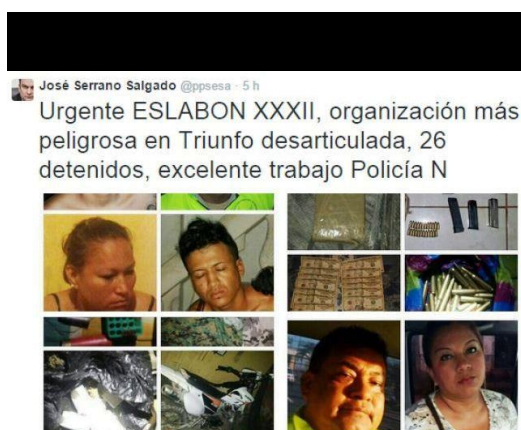 José Serrano Salgado @ppsesa · 5 h
Urgente ESLABON XXXII, organización más
peligrosa en Triunfo desarticulada, 26
detenidos, excelente trabajo Policía N